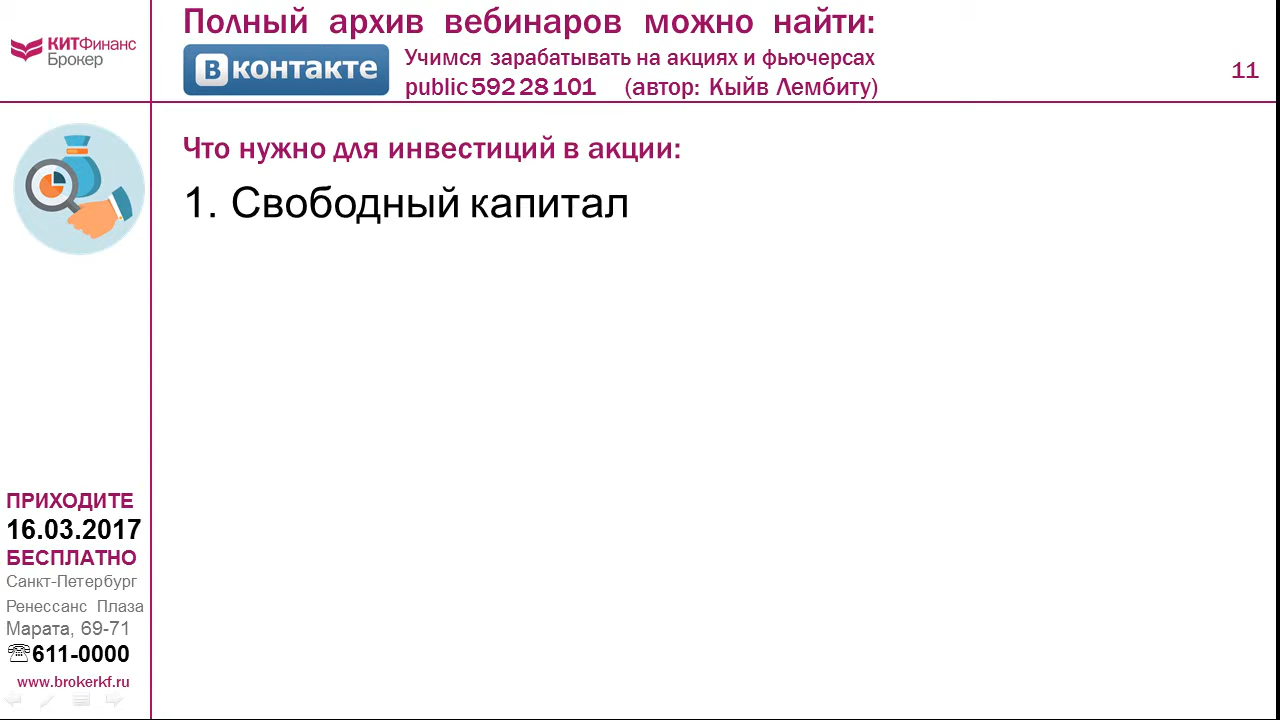 КИТФинанс
Брокер
Полный архив вебинаров можно найти:
В контакте
Учимся зарабатывать на акциях и фьючерсах
public 592 28 101 (автор: Кыйв Лембиту)
11
Что нужно для инвестиций в акции:
1. Свободный капитал
ПРИХОДИТЕ
16.03.2017
БЕСПЛАТНО
Санкт-Петербург
Ренессанс Плаза
Марата, 69-71
☏611-0000
www.brokerkf.ru